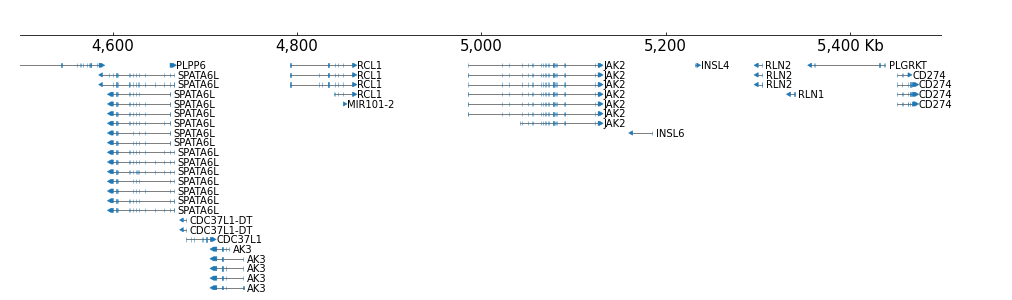 4,600 4,800 5,000 5,200 5,400 Kb
PLPP6 RCL1 JAK2 INSL4 RLN2 PLGRKT
SPATA6L RCL1 JAK2 RLN2 CD274
SPATA6L RCL1 JAK2 RLN2 CD274
SPATA6L RCL1 JAK2 RLN1 CD274
SPATA6L MIR101-2 JAK2 CD274
SPATA6L JAK2
SPATA6L JAK2
SPATA6L INSL6
SPATA6L
SPATA6L
SPATA6L
SPATA6L
SPATA6L
SPATA6L
SPATA6L
CDC37L1-DT
CDC37L1-DT
CDC37L1
AK3
AK3
AK3
AK3
AK3